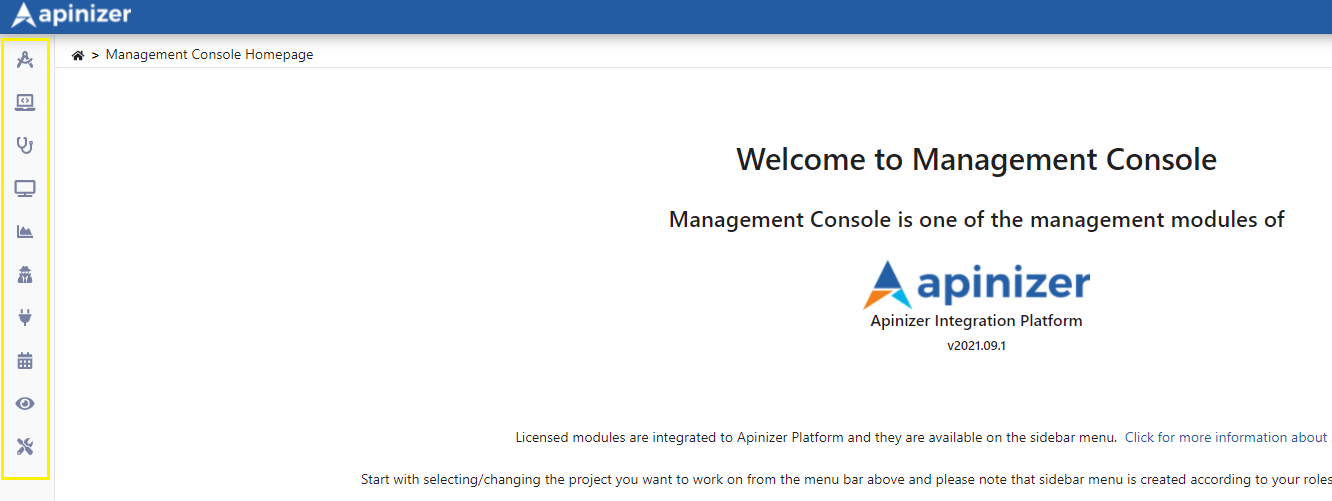 apinizer
> Management Console Homepage
Welcome to Management Console
Management Console is one of the management modules of
apinizer
Apinizer Integration Platform
v2021.09.1
Licensed modules are integrated to Apinizer Platform and they are available on the sidebar menu. Click for more information about
Start with selecting/changing the project you want to work on from the menu bar above and please note that sidebar menu is created according to your roles